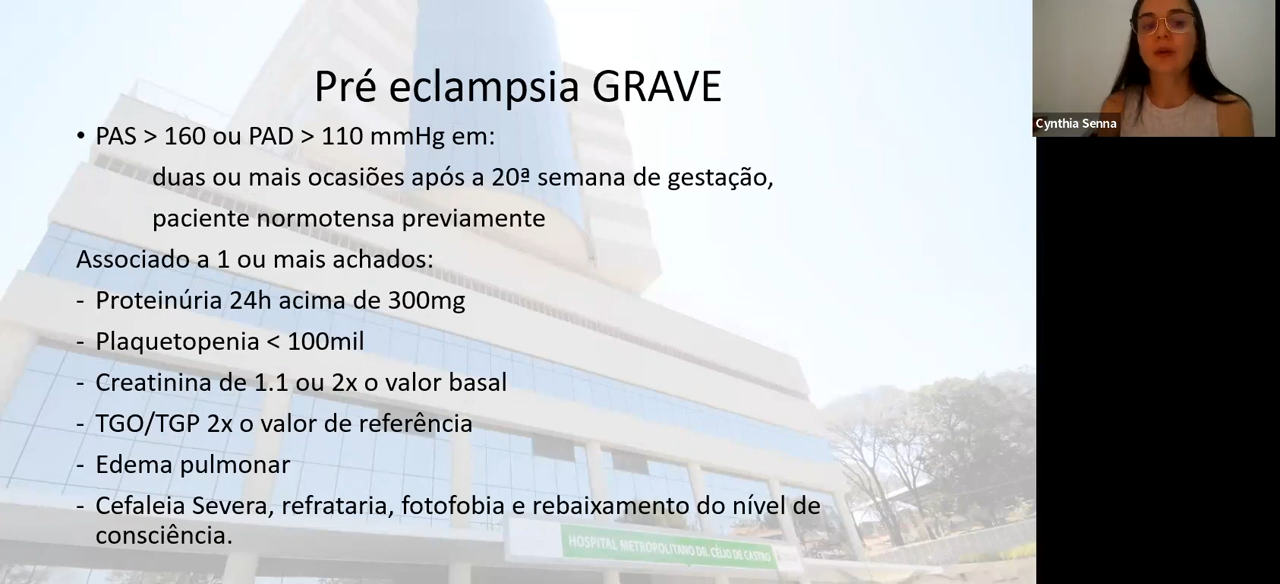 Pré eclampsia GRAVE
• PAS > 160 ou PAD > 110 mmHg em:
duas ou mais ocasiões após a 20ª semana de gestação,
paciente normotensa previamente
Associado a 1 ou mais achados:
- Proteinúria 24h acima de 300mg
- Plaquetopenia < 100mil
- Creatinina de 1.1 ou 2x o valor basal
- TGO/TGP 2x o valor de referência
- Edema pulmonar
- Cefaleia Severa, refrataria, fotofobia e rebaixamento do nível de
consciência.
HOSPITAL METROPOLITANO DR. CÉLIO DE CASTRO
Cynthia Senna